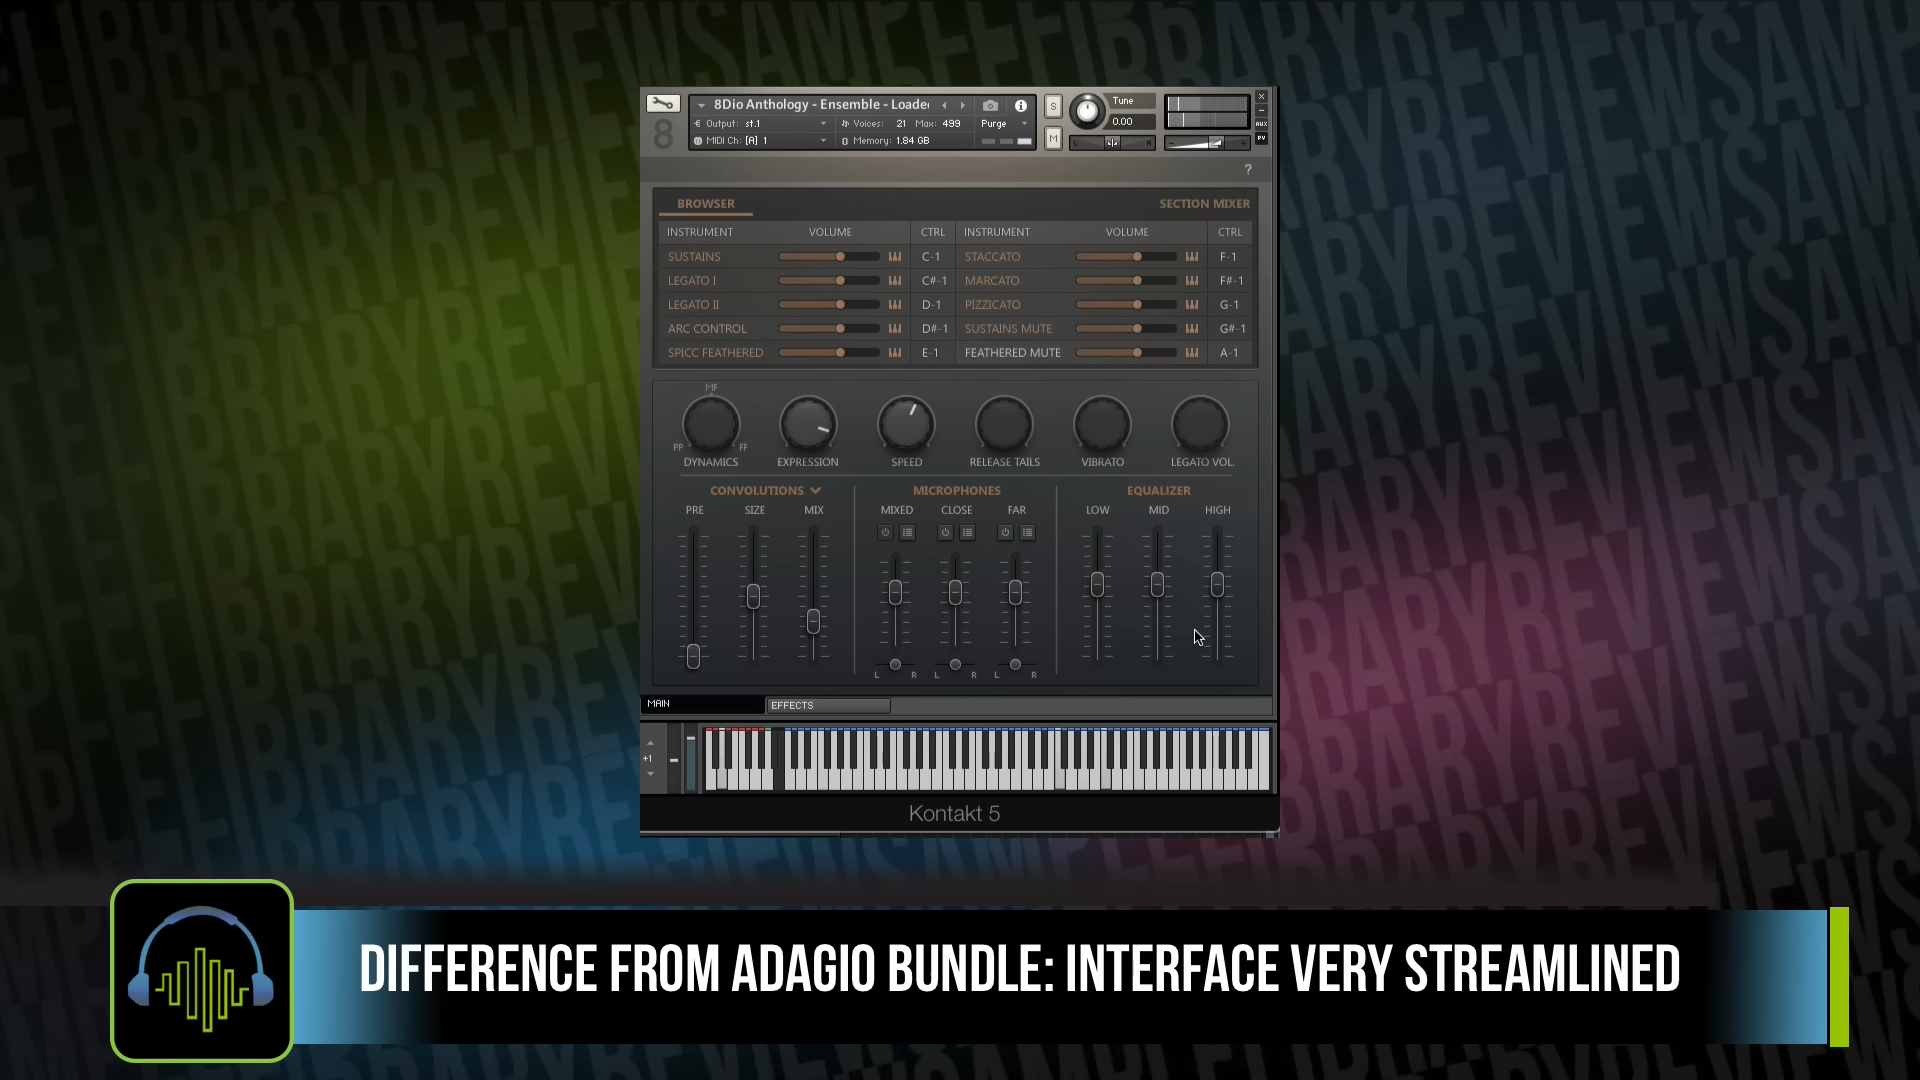 8Dio Anthology - Ensemble - Loade
Output: st.1 Voices: 21 Max: 499 Purge
MIDI Ch: [A] 1 Memory: 1.84 GB
S
M
Tune
0.00
L R
AUX
PV
8
?
BROWSER SECTION MIXER
INSTRUMENT VOLUME CTRL INSTRUMENT VOLUME CTRL
SUSTAINS C-1 STACCATO F-1
LEGATO I C#-1 MARCATO F#-1
LEGATO II D-1 PIZZICATO G-1
ARC CONTROL D#-1 SUSTAINS MUTE G#-1
SPICC FEATHERED E-1 FEATHERED MUTE A-1
MF
PP FF
DYNAMICS EXPRESSION SPEED RELEASE TAILS VIBRATO LEGATO VOL.
CONVOLUTIONS MICROPHONES EQUALIZER
PRE SIZE MIX MIXED CLOSE FAR LOW MID HIGH
L R L R L R
MAIN EFFECTS
+1
Kontakt 5
DIFFERENCE FROM ADAGIO BUNDLE: INTERFACE VERY STREAMLINED